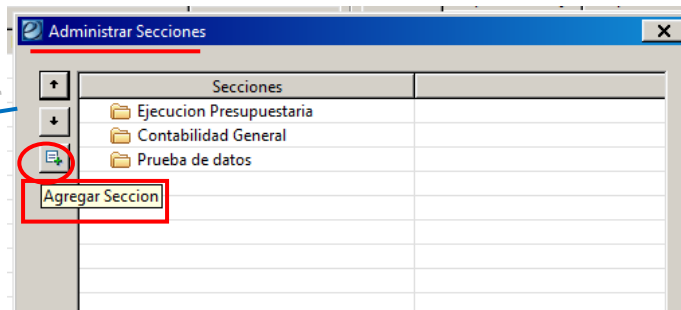 Administrar Secciones
Secciones
Ejecucion Presupuestaria
Contabilidad General
Prueba de datos
Agregar Seccion